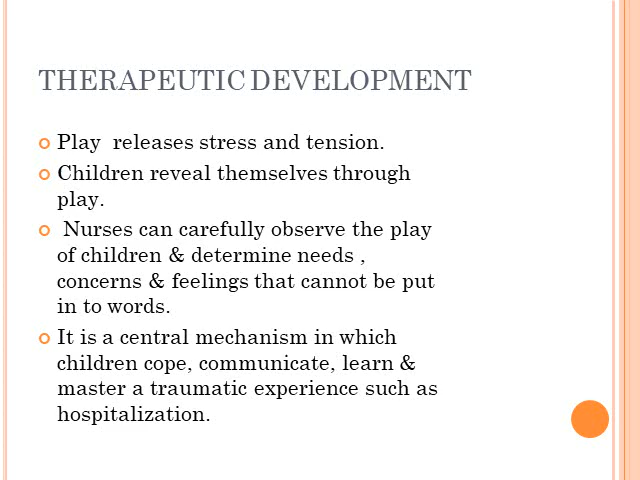 THERAPEUTIC DEVELOPMENT
Play  releases stress and tension.
Children reveal themselves through
play.
Nurses can carefully observe the play
of children & determine needs ,
concerns & feelings that cannot be put
in to words.
It is a central mechanism in which
children cope, communicate, learn &
master a traumatic experience such as
hospitalization.